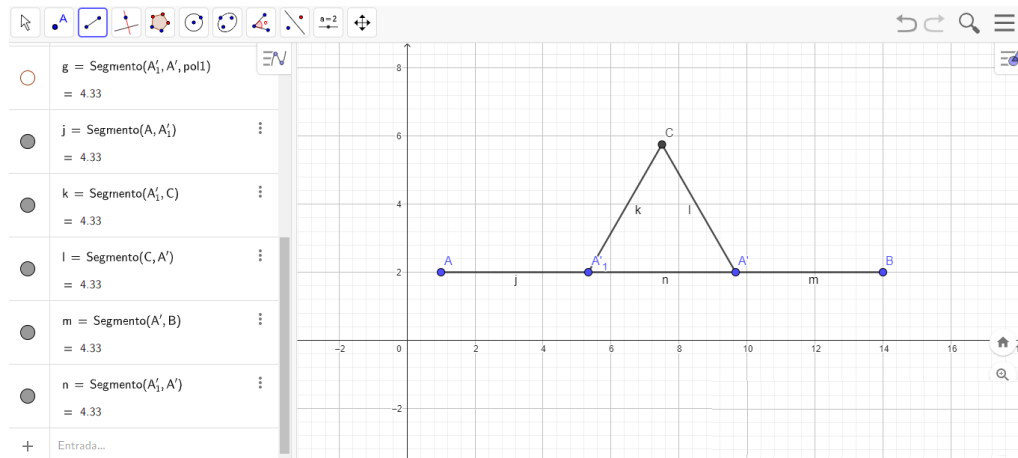 A
a=2
g = Segmento(A'₁, A', pol1)
= 4.33
j = Segmento(A, A'₁)
= 4.33
k = Segmento(A'₁, C)
= 4.33
l = Segmento(C, A')
= 4.33
m = Segmento(A', B)
= 4.33
n = Segmento(A'₁, A')
= 4.33
Entrada...
8
6
C
4
k l
A A'₁ A' B
2
j n m
−2 0 2 4 6 8 10 12 14 16
−2